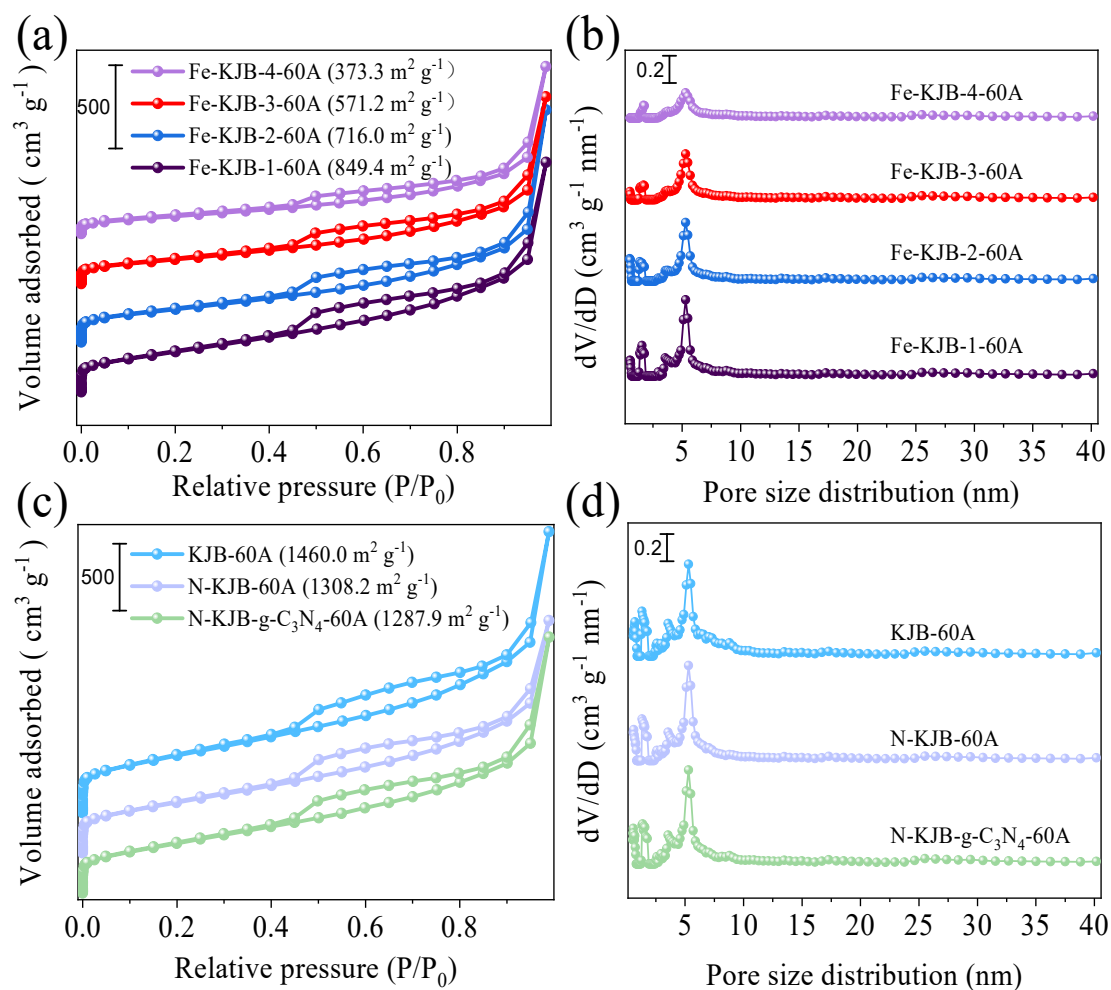 (a)
500
Fe-KJB-4-60A (373.3 m² g⁻¹）
Fe-KJB-3-60A (571.2 m² g⁻¹）
Fe-KJB-2-60A (716.0 m² g⁻¹)
Fe-KJB-1-60A (849.4 m² g⁻¹)
Volume adsorbed ( cm³ g⁻¹)
0.0 0.2 0.4 0.6 0.8
Relative pressure (P/P₀)
(b)
0.2
Fe-KJB-4-60A
Fe-KJB-3-60A
Fe-KJB-2-60A
Fe-KJB-1-60A
dV/dD (cm³ g⁻¹ nm⁻¹)
5 10 15 20 25 30 35 40
Pore size distribution (nm)
(c)
500
KJB-60A (1460.0 m² g⁻¹)
N-KJB-60A (1308.2 m² g⁻¹)
N-KJB-g-C₃N₄-60A (1287.9 m² g⁻¹)
Volume adsorbed ( cm³ g⁻¹)
0.0 0.2 0.4 0.6 0.8
Relative pressure (P/P₀)
(d)
0.2
KJB-60A
N-KJB-60A
N-KJB-g-C₃N₄-60A
dV/dD (cm³ g⁻¹ nm⁻¹)
5 10 15 20 25 30 35 40
Pore size distribution (nm)